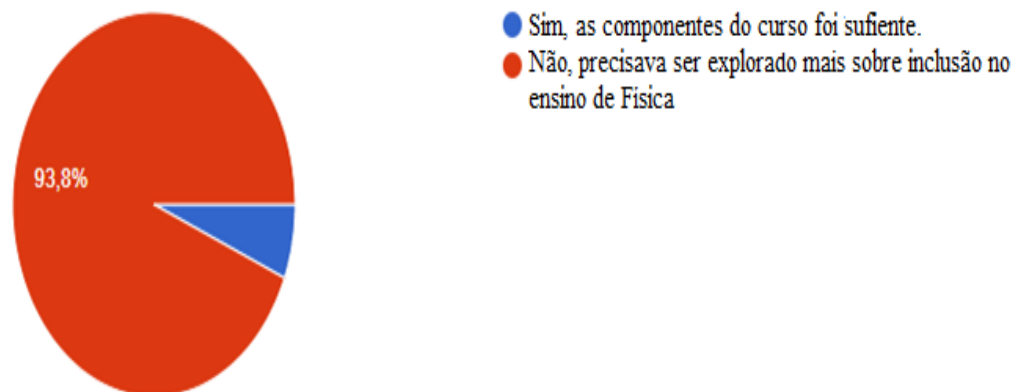 Sim, as componentes do curso foi sufiente.
Não, precisava ser explorado mais sobre inclusão no
ensino de Física
93,8%